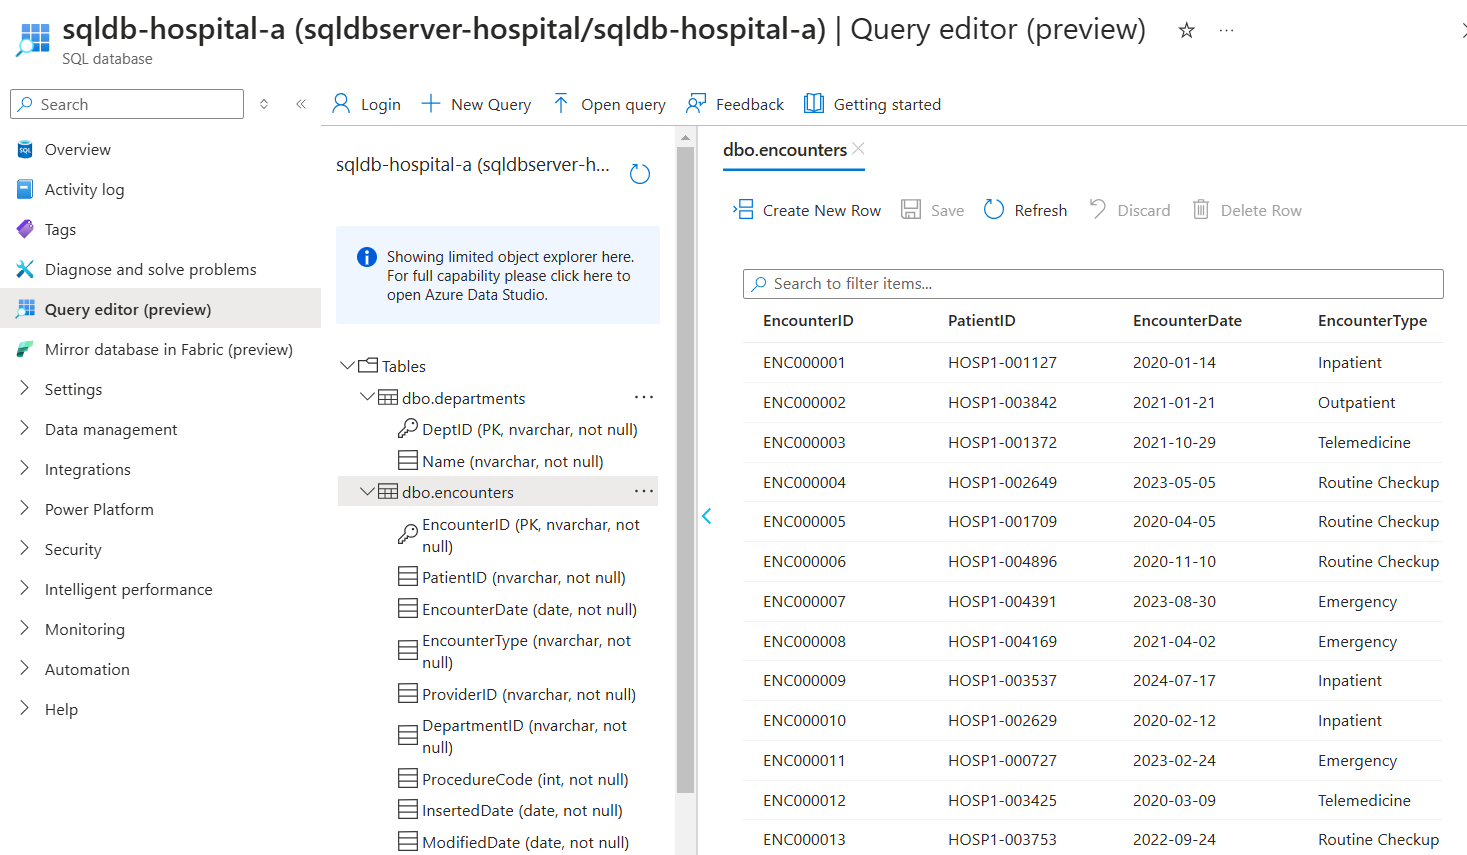 sqldb-hospital-a (sqldbserver-hospital/sqldb-hospital-a) | Query editor (preview)
SQL database
Search
Login
New Query
Open query
Feedback
Getting started
Overview
Activity log
Tags
Diagnose and solve problems
Query editor (preview)
Mirror database in Fabric (preview)
Settings
Data management
Integrations
Power Platform
Security
Intelligent performance
Monitoring
Automation
Help
sqldb-hospital-a (sqldbserver-h...
Showing limited object explorer here.
For full capability please click here to
open Azure Data Studio.
Tables
dbo.departments
DeptID (PK, nvarchar, not null)
Name (nvarchar, not null)
dbo.encounters
EncounterID (PK, nvarchar, not
null)
PatientID (nvarchar, not null)
EncounterDate (date, not null)
EncounterType (nvarchar, not
null)
ProviderID (nvarchar, not null)
DepartmentID (nvarchar, not
null)
ProcedureCode (int, not null)
InsertedDate (date, not null)
ModifiedDate (date, not null)
dbo.encounters
Create New Row Save Refresh Discard Delete Row
Search to filter items...
EncounterID PatientID EncounterDate EncounterType
ENC000001 HOSP1-001127 2020-01-14 Inpatient
ENC000002 HOSP1-003842 2021-01-21 Outpatient
ENC000003 HOSP1-001372 2021-10-29 Telemedicine
ENC000004 HOSP1-002649 2023-05-05 Routine Checkup
ENC000005 HOSP1-001709 2020-04-05 Routine Checkup
ENC000006 HOSP1-004896 2020-11-10 Routine Checkup
ENC000007 HOSP1-004391 2023-08-30 Emergency
ENC000008 HOSP1-004169 2021-04-02 Emergency
ENC000009 HOSP1-003537 2024-07-17 Inpatient
ENC000010 HOSP1-002629 2020-02-12 Inpatient
ENC000011 HOSP1-000727 2023-02-24 Emergency
ENC000012 HOSP1-003425 2020-03-09 Telemedicine
ENC000013 HOSP1-003753 2022-09-24 Routine Checkup